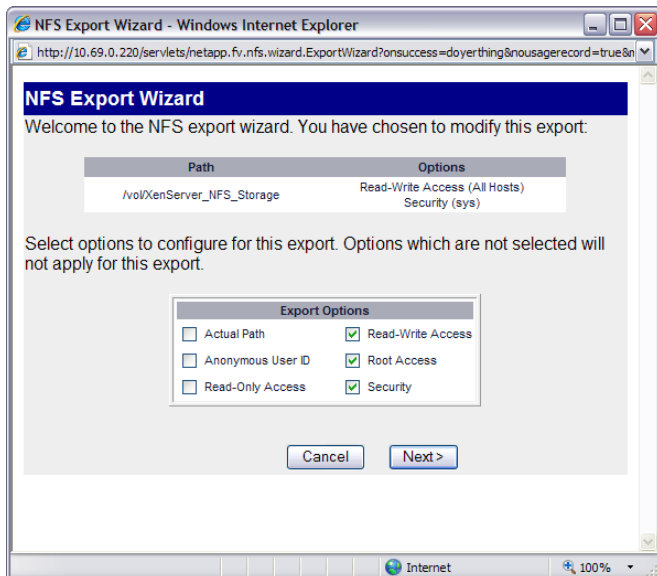 NFS Export Wizard - Windows Internet Explorer
http://10.69.0.220/servlets/netapp.fv.nfs.wizard.ExportWizard?onsuccess=doyerthing&nousagerecord=true&n
NFS Export Wizard
Welcome to the NFS export wizard. You have chosen to modify this export:
Path Options
/vol/XenServer_NFS_Storage Read-Write Access (All Hosts)
Security (sys)
Select options to configure for this export. Options which are not selected will
not apply for this export.
Export Options
Actual Path Read-Write Access
Anonymous User ID Root Access
Read-Only Access Security
Cancel Next >
Internet 100%